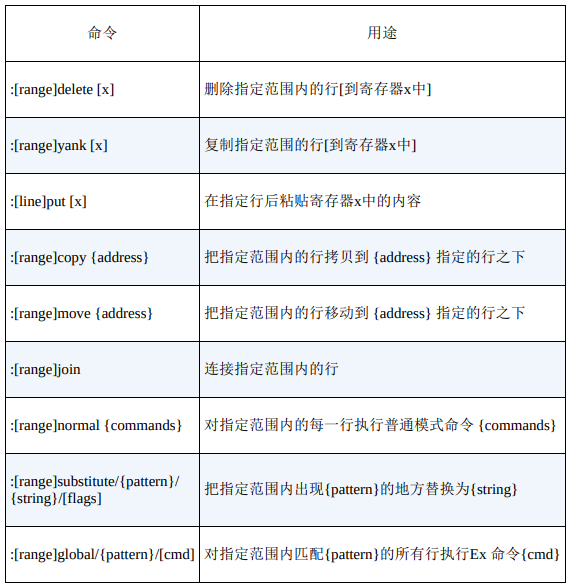 命令 用途
:[range]delete [x] 删除指定范围内的行[到寄存器x中]
:[range]yank [x] 复制指定范围的行[到寄存器x中]
:[line]put [x] 在指定行后粘贴寄存器x中的内容
:[range]copy {address} 把指定范围内的行拷贝到 {address} 指定的行之下
:[range]move {address} 把指定范围内的行移动到 {address} 指定的行之下
:[range]join 连接指定范围内的行
:[range]normal {commands} 对指定范围内的每一行执行普通模式命令 {commands}
:[range]substitute/{pattern}/
{string}/[flags] 把指定范围内出现{pattern}的地方替换为{string}
:[range]global/{pattern}/[cmd] 对指定范围内匹配{pattern}的所有行执行Ex 命令{cmd}